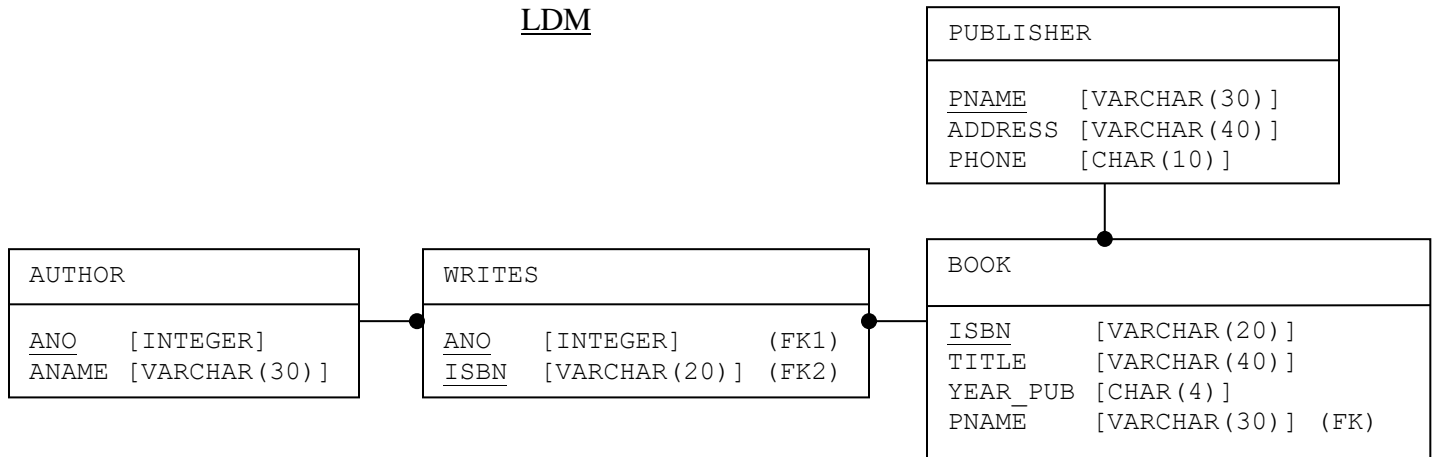 LDM
PUBLISHER
PNAME [VARCHAR(30)]
ADDRESS [VARCHAR(40)]
PHONE [CHAR(10)]
AUTHOR
ANO [INTEGER]
ANAME [VARCHAR(30)]
WRITES
ANO [INTEGER] (FK1)
ISBN [VARCHAR(20)] (FK2)
BOOK
ISBN [VARCHAR(20)]
TITLE [VARCHAR(40)]
YEAR_PUB [CHAR(4)]
PNAME [VARCHAR(30)] (FK)